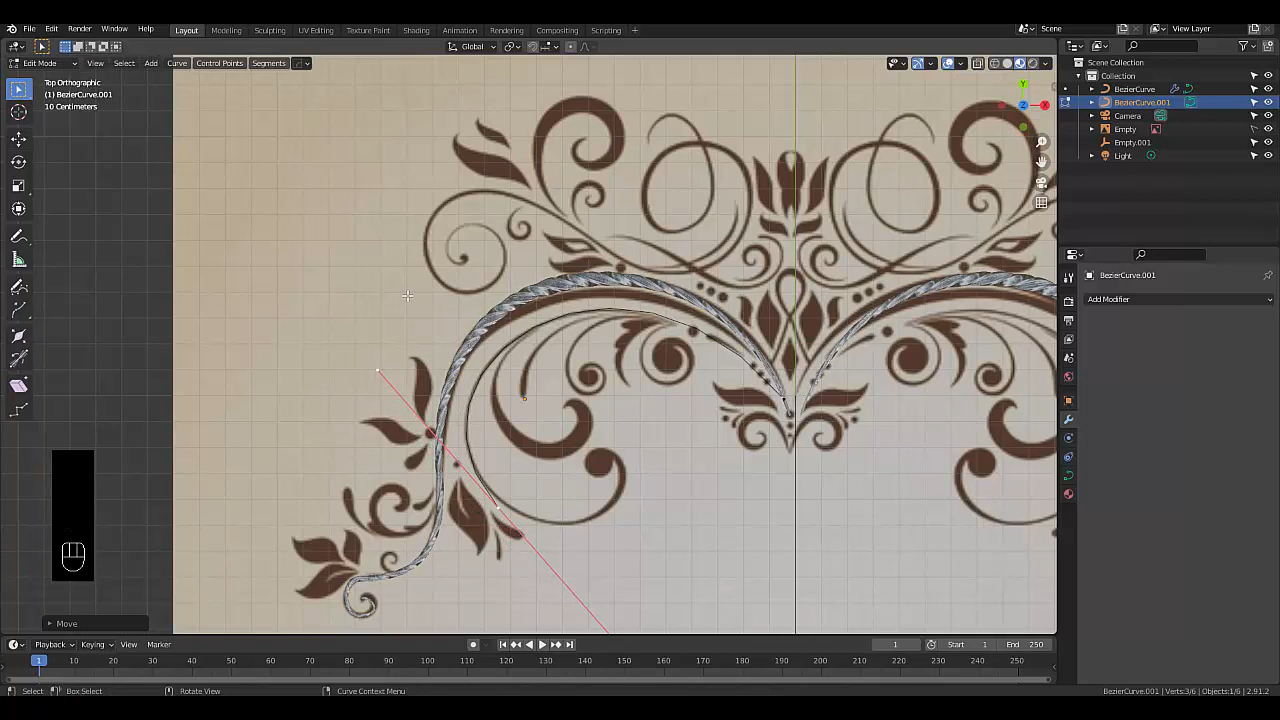 File Edit Render Window Help Layout Modeling Sculpting UV Editing Texture Paint Shading Animation Rendering Compositing Scripting + Scene View Layer
Global
Edit Mode View Select Add Curve Control Points Segments
Top Orthographic
(1) BezierCurve.001
10 Centimeters
Y
X
Z
Scene Collection
Collection
BezierCurve
BezierCurve.001
Camera
Empty
Empty.001
Light
BezierCurve.001
Add Modifier
Move
Playback Keying View Marker 1 Start 1 End 250
1 10 20 30 40 50 60 70 80 90 100 110 120 130 140 150 160 170 180 190 200 210 220 230 240 250
Select Box Select Rotate View Curve Context Menu BezierCurve.001 | Verts:3/6 | Objects:1/6 | 2.91.2